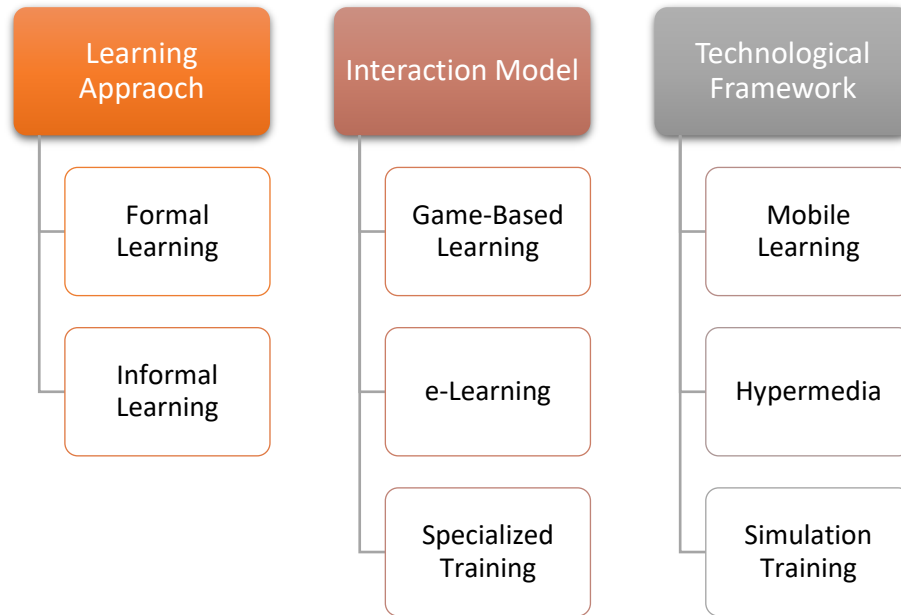 Learning
Appraoch
Formal
Learning
Informal
Learning
Interaction Model
Game-Based
Learning
e-Learning
Specialized
Training
Technological
Framework
Mobile
Learning
Hypermedia
Simulation
Training